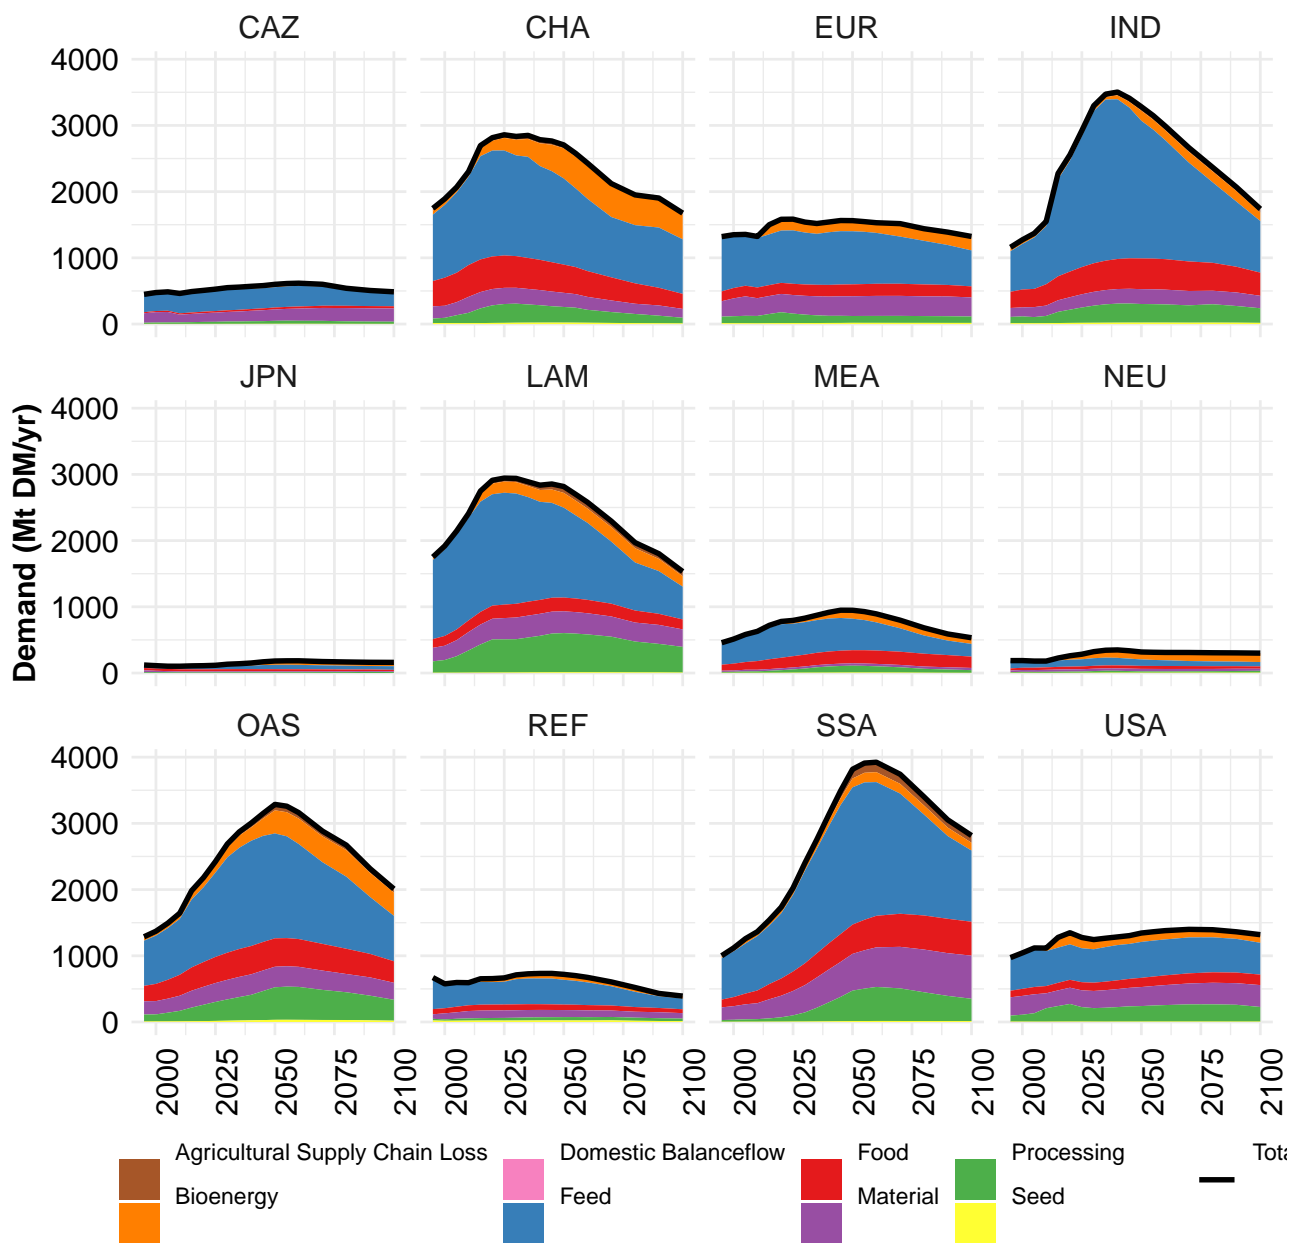 CAZ CHA EUR IND
4000
3000
2000
1000
0
JPN LAM MEA NEU
4000
3000
2000
1000
0
Demand (Mt DM/yr)
OAS REF SSA USA
4000
3000
2000
1000
0
2000 2025 2050 2075 2100 2000 2025 2050 2075 2100 2000 2025 2050 2075 2100 2000 2025 2050 2075 2100
Agricultural Supply Chain Loss Domestic Balanceflow Food Processing Tota
Bioenergy Feed Material Seed